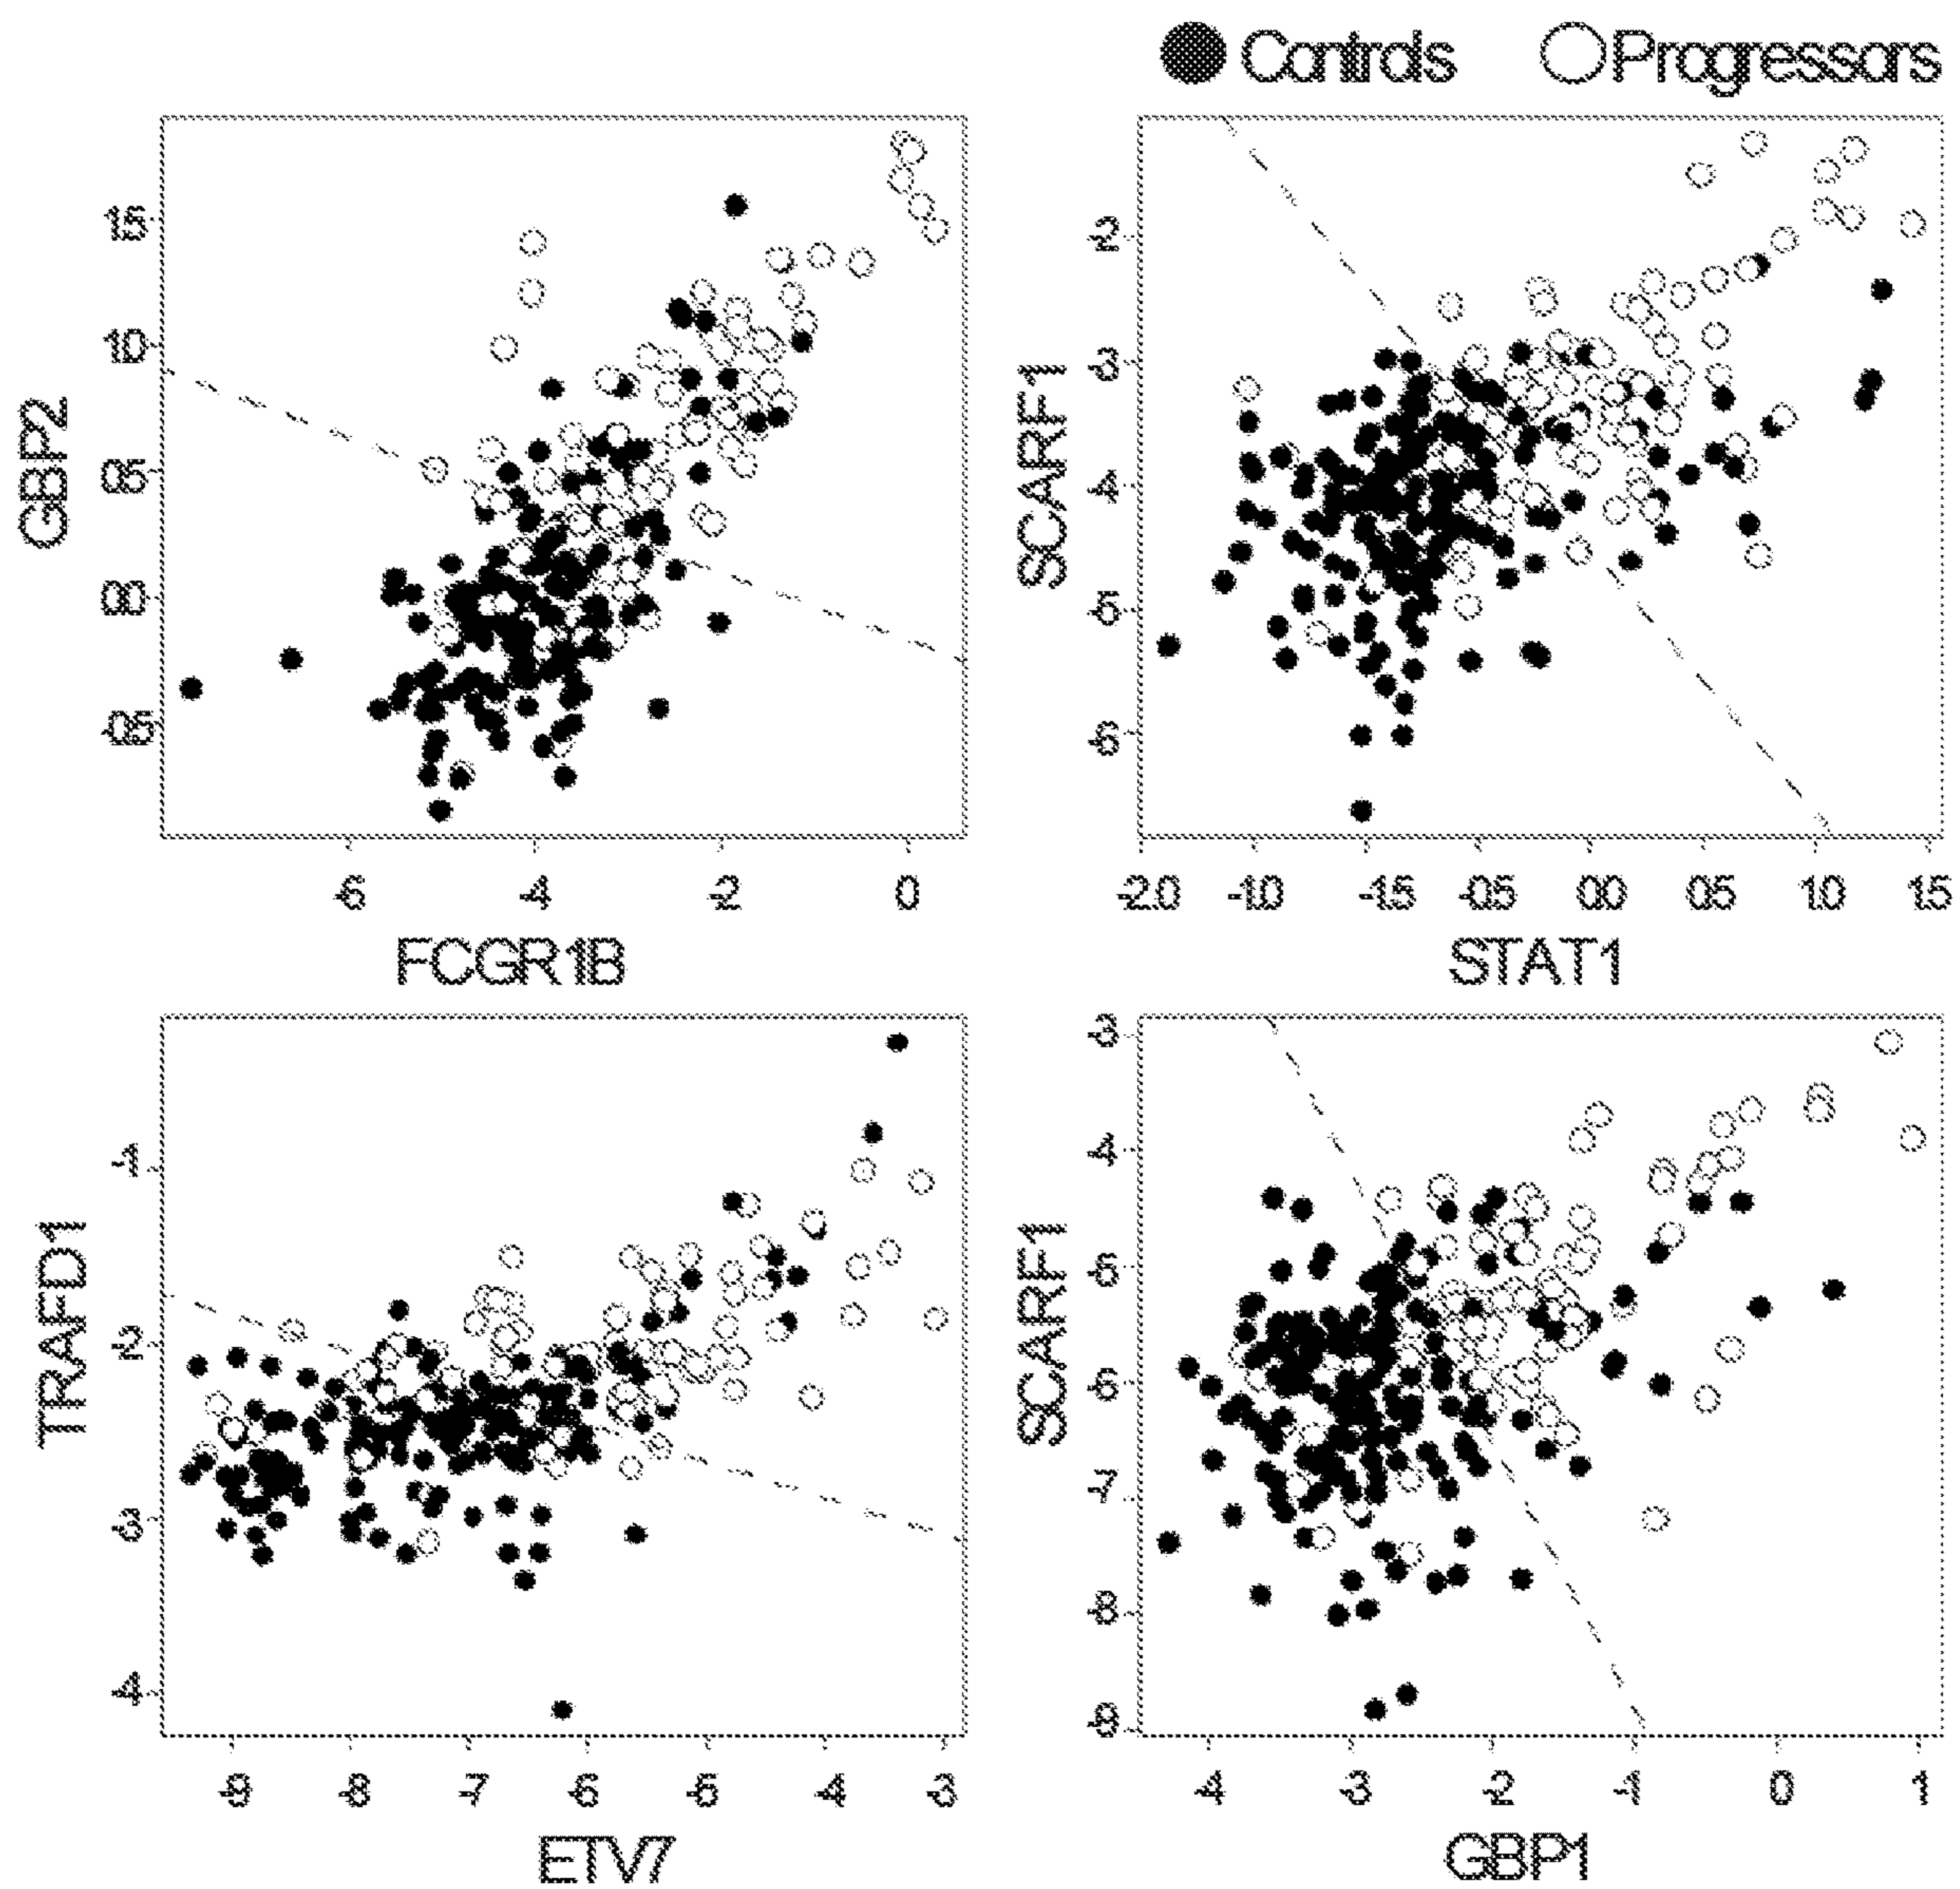 Controls Progressors
GBP2
1.5
1.0
0.5
0.0
-0.5
-6 -4 -2 0
FCGR1B
SCARF1
-2
-3
-4
-5
-6
-2.0 -1.0 -1.5 -0.5 0.0 0.5 1.0 1.5
STAT1
TRAFD1
-1
-2
-3
-4
-9 -8 -7 -6 -5 -4 -3
ETV7
SCARF1
-3
-4
-5
-6
-7
-8
-9
-4 -3 -2 -1 0 1
GBP1